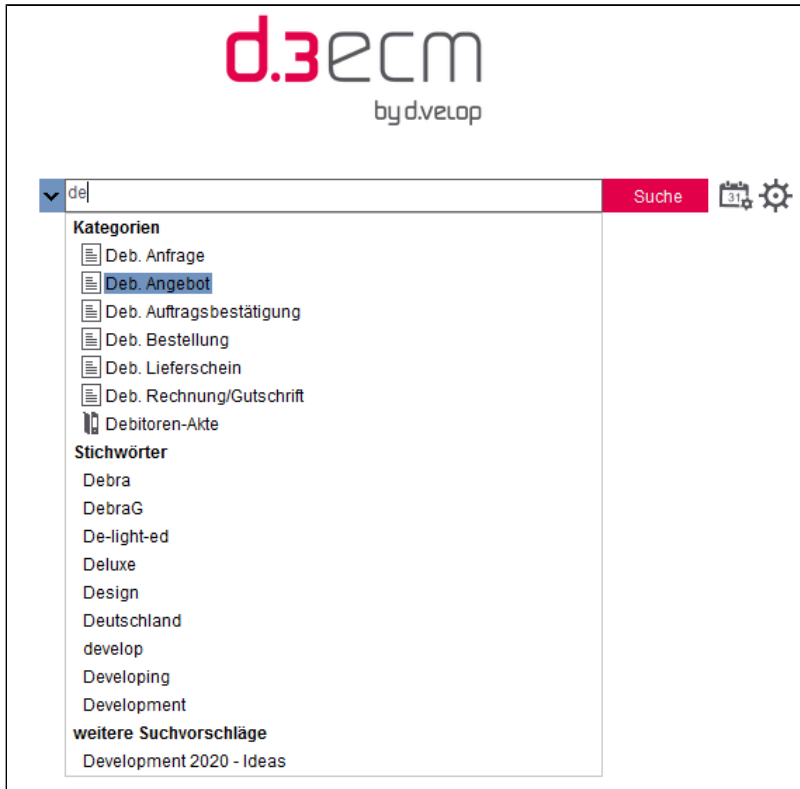 d.3ecm
by d.velop
de
Suche
31
Kategorien
Deb. Anfrage
Deb. Angebot
Deb. Auftragsbestätigung
Deb. Bestellung
Deb. Lieferschein
Deb. Rechnung/Gutschrift
Debitoren-Akte
Stichwörter
Debra
DebraG
De-light-ed
Deluxe
Design
Deutschland
develop
Developing
Development
weitere Suchvorschläge
Development 2020 - Ideas